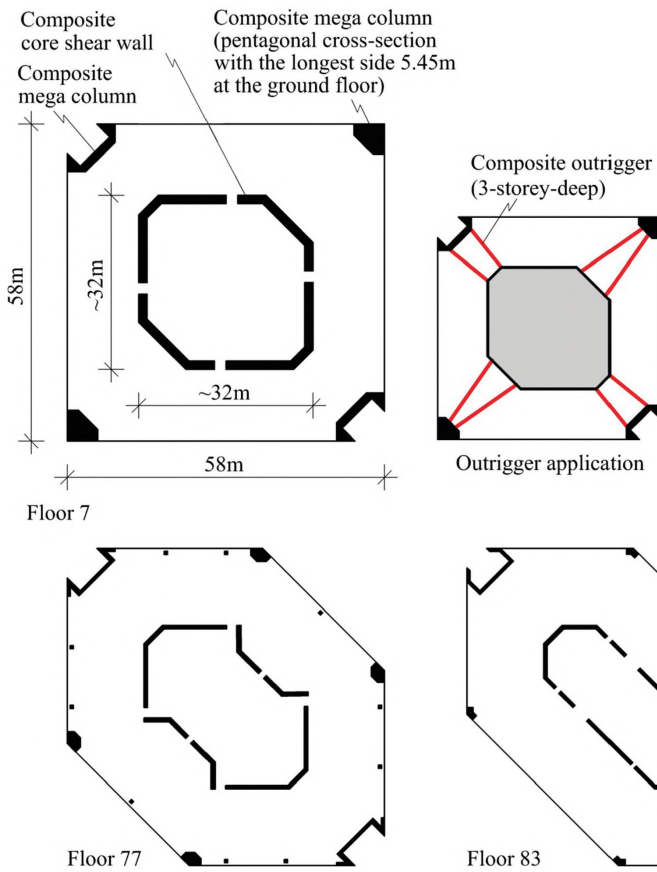 Composite
core shear wall
Composite
mega column
Composite mega column
(pentagonal cross-section
with the longest side 5.45m
at the ground floor)
58m
~32m
~32m
58m
Floor 7
Composite outrigger
(3-storey-deep)
Outrigger application
Floor 77
Floor 83